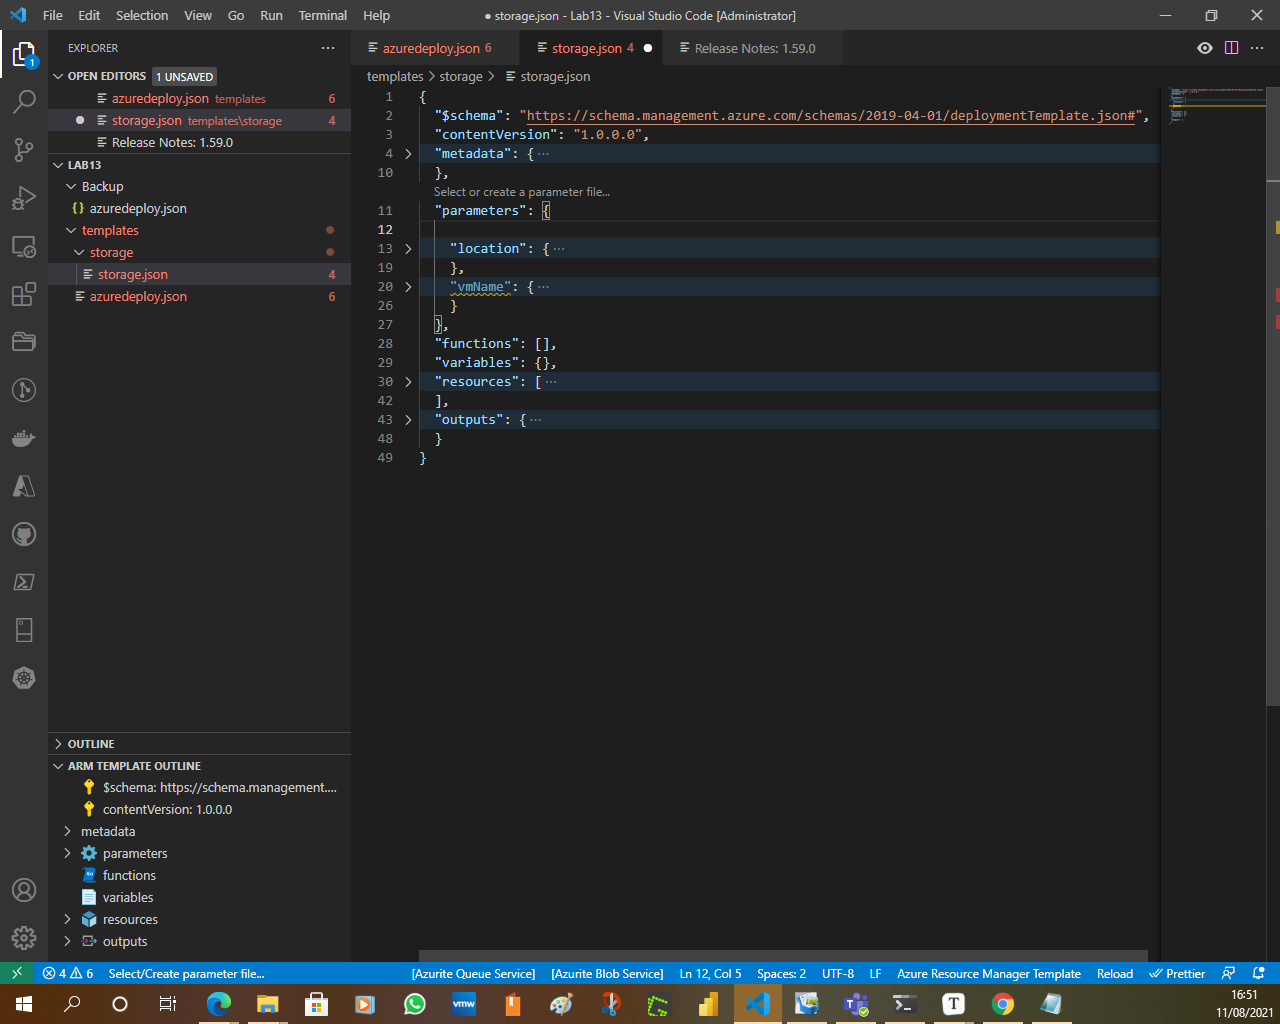 File Edit Selection View Go Run Terminal Help
● storage.json - Lab13 - Visual Studio Code [Administrator]
EXPLORER
OPEN EDITORS 1 UNSAVED
azuredeploy.json templates 6
storage.json templates\storage 4
Release Notes: 1.59.0
LAB13
Backup
{} azuredeploy.json
templates
storage
storage.json 4
azuredeploy.json 6
OUTLINE
ARM TEMPLATE OUTLINE
$schema: https://schema.management....
contentVersion: 1.0.0.0
metadata
parameters
functions
variables
resources
outputs
1
azuredeploy.json 6
storage.json 4
Release Notes: 1.59.0
templates > storage > storage.json
1 {
2 "$schema": "https://schema.management.azure.com/schemas/2019-04-01/deploymentTemplate.json#",
3 "contentVersion": "1.0.0.0",
4 "metadata": { ...
10 },
Select or create a parameter file...
11 "parameters": {
12
13 "location": { ...
19 },
20 "vmName": { ...
26 }
27 },
28 "functions": [],
29 "variables": {},
30 "resources": [ ...
42 ],
43 "outputs": { ...
48 }
49 }
4 6 Select/Create parameter file... [Azurite Queue Service] [Azurite Blob Service] Ln 12, Col 5 Spaces: 2 UTF-8 LF Azure Resource Manager Template Reload Prettier
vmw
T
16:51
11/08/2021